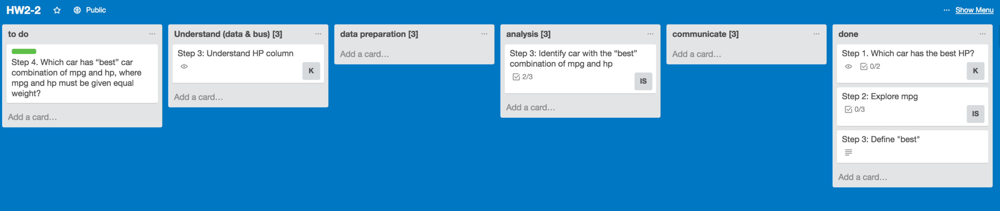 HW2-2
Public
... Show Menu
to do ...
Step 4. Which car has “best” car
combination of mpg and hp, where
mpg and hp must be given equal
weight?
Add a card…
Understand (data & bus) [3] ...
Step 3: Understand HP column
K
Add a card…
data preparation [3] ...
Add a card…
analysis [3] ...
Step 3: Identify car with the “best”
combination of mpg and hp
2/3
IS
Add a card…
communicate [3] ...
Add a card…
done ...
Step 1. Which car has the best HP?
0/2
K
Step 2: Explore mpg
0/3
IS
Step 3: Define "best"
Add a card…